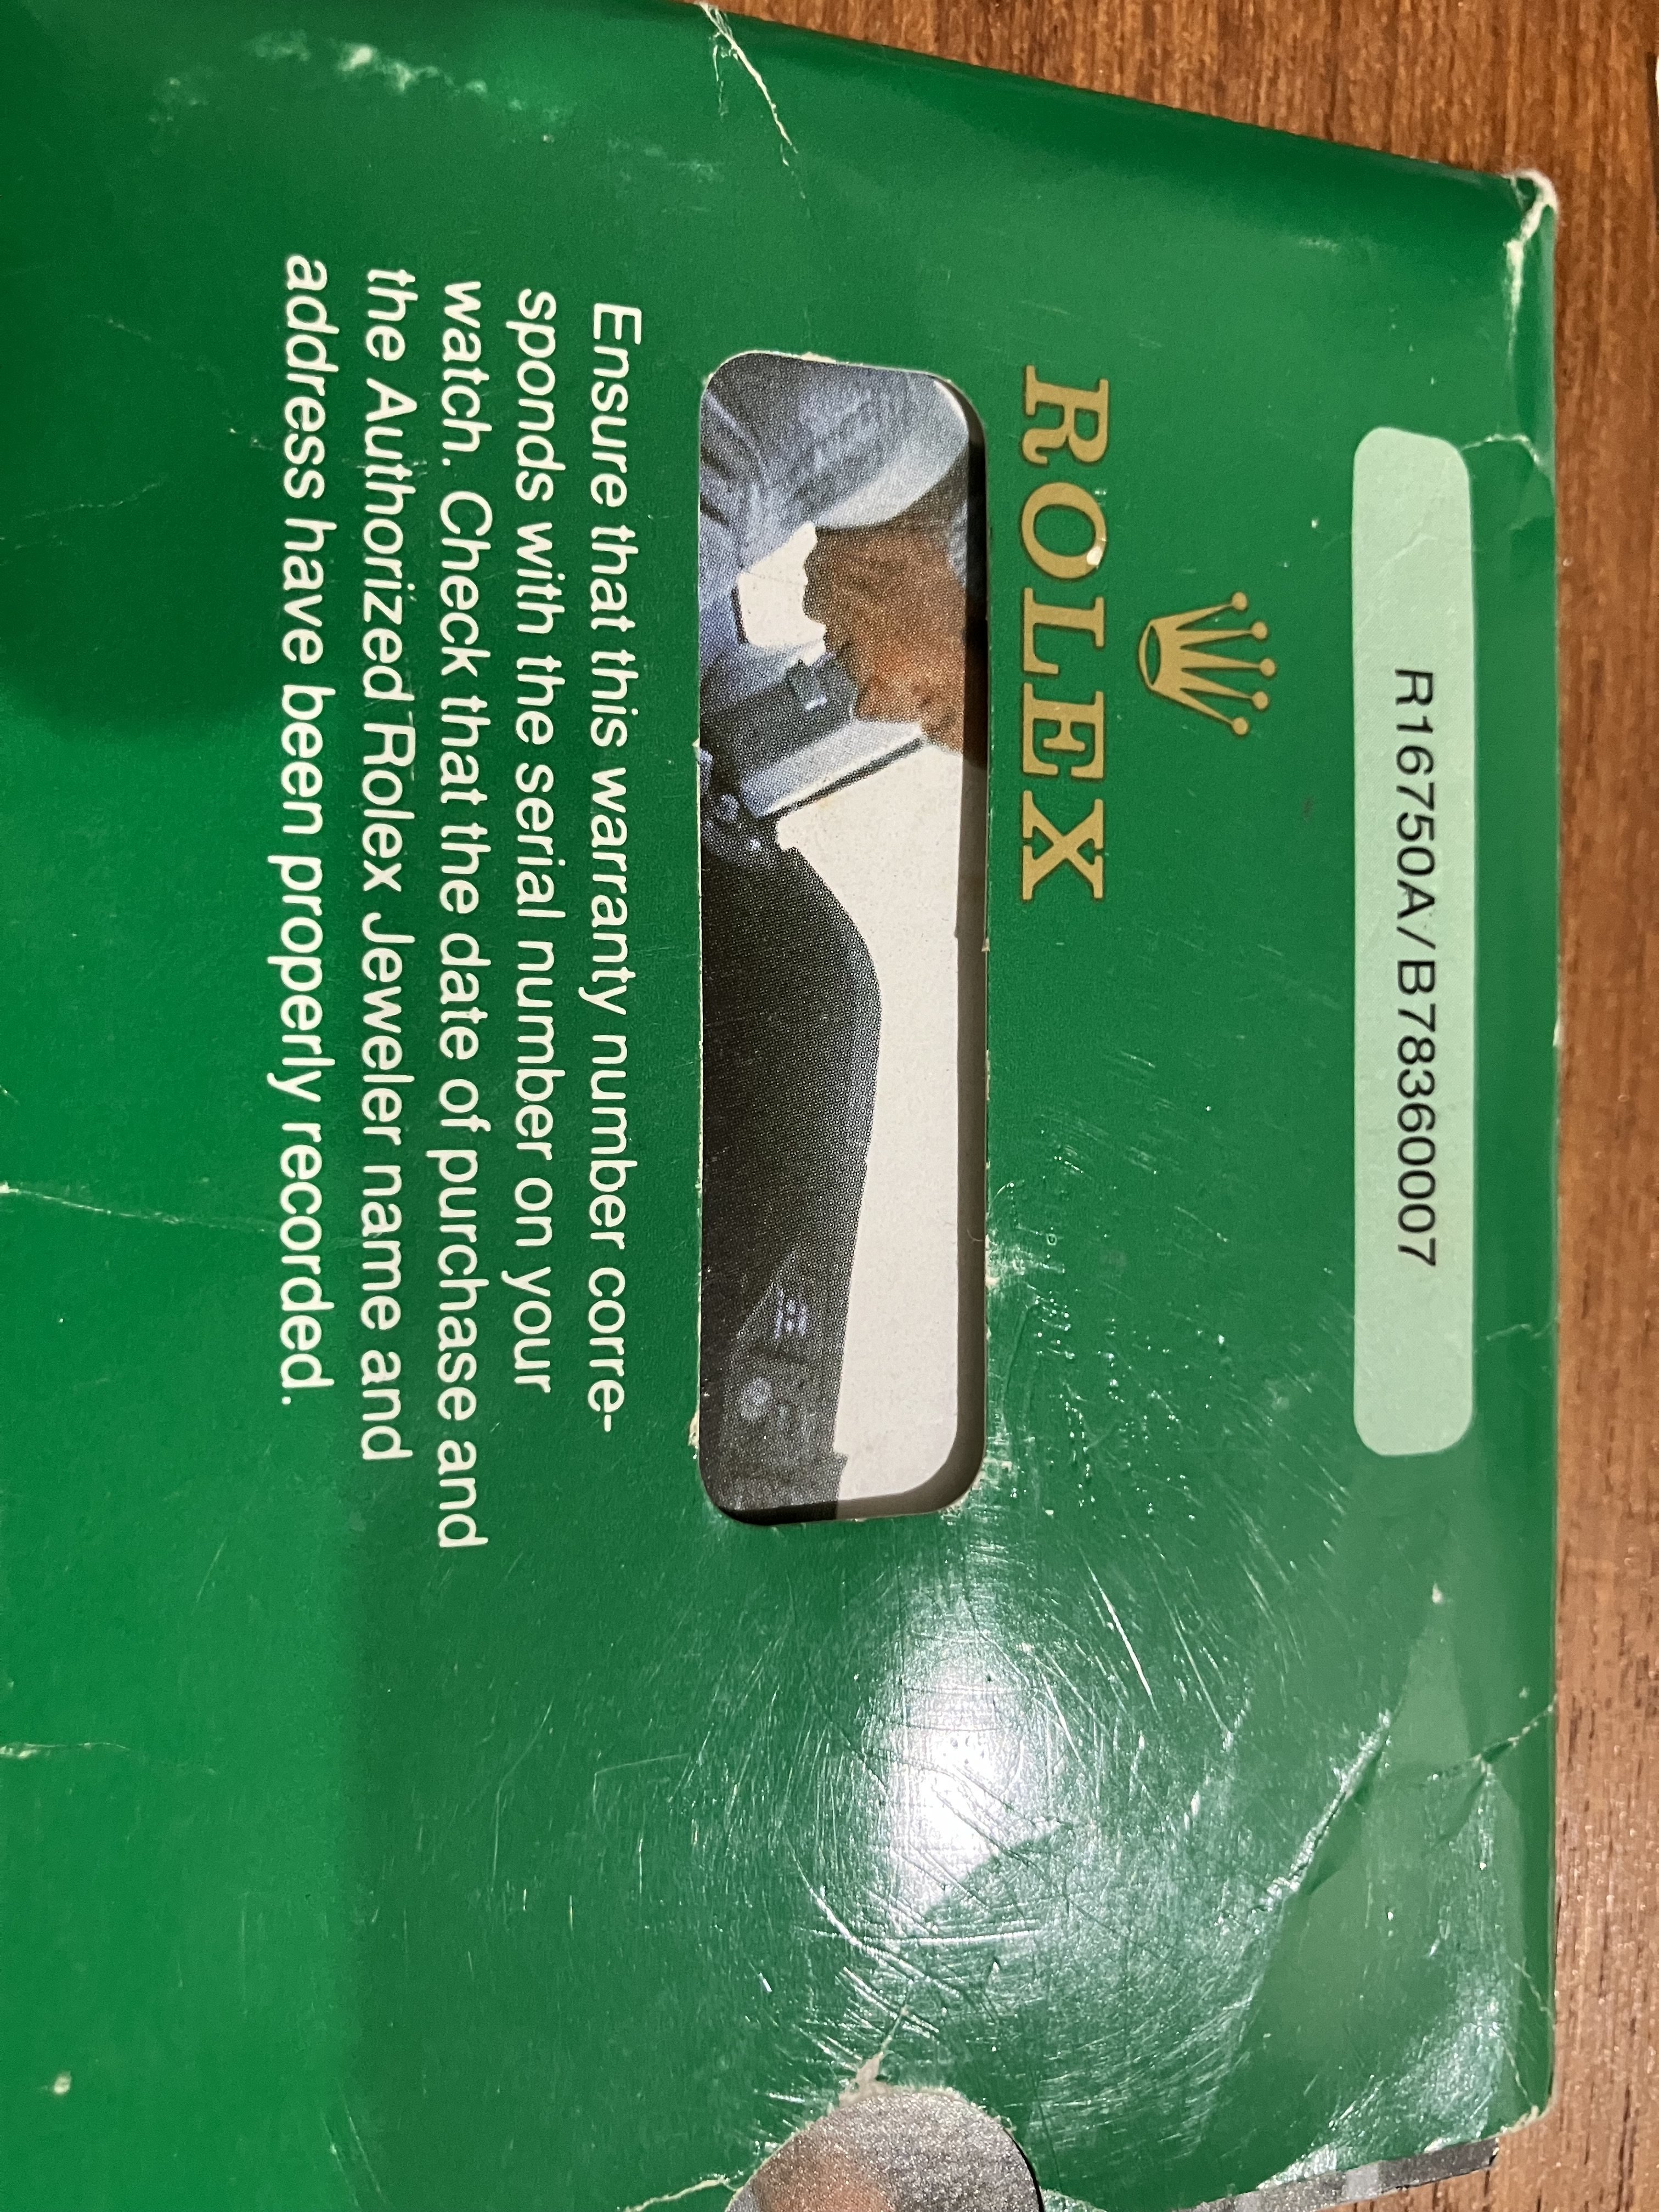 R16750A/B78360007
ROLEX
Ensure that this warranty number corre-
sponds with the serial number on your
watch. Check that the date of purchase and
the Authorized Rolex Jeweler name and
address have been properly recorded.